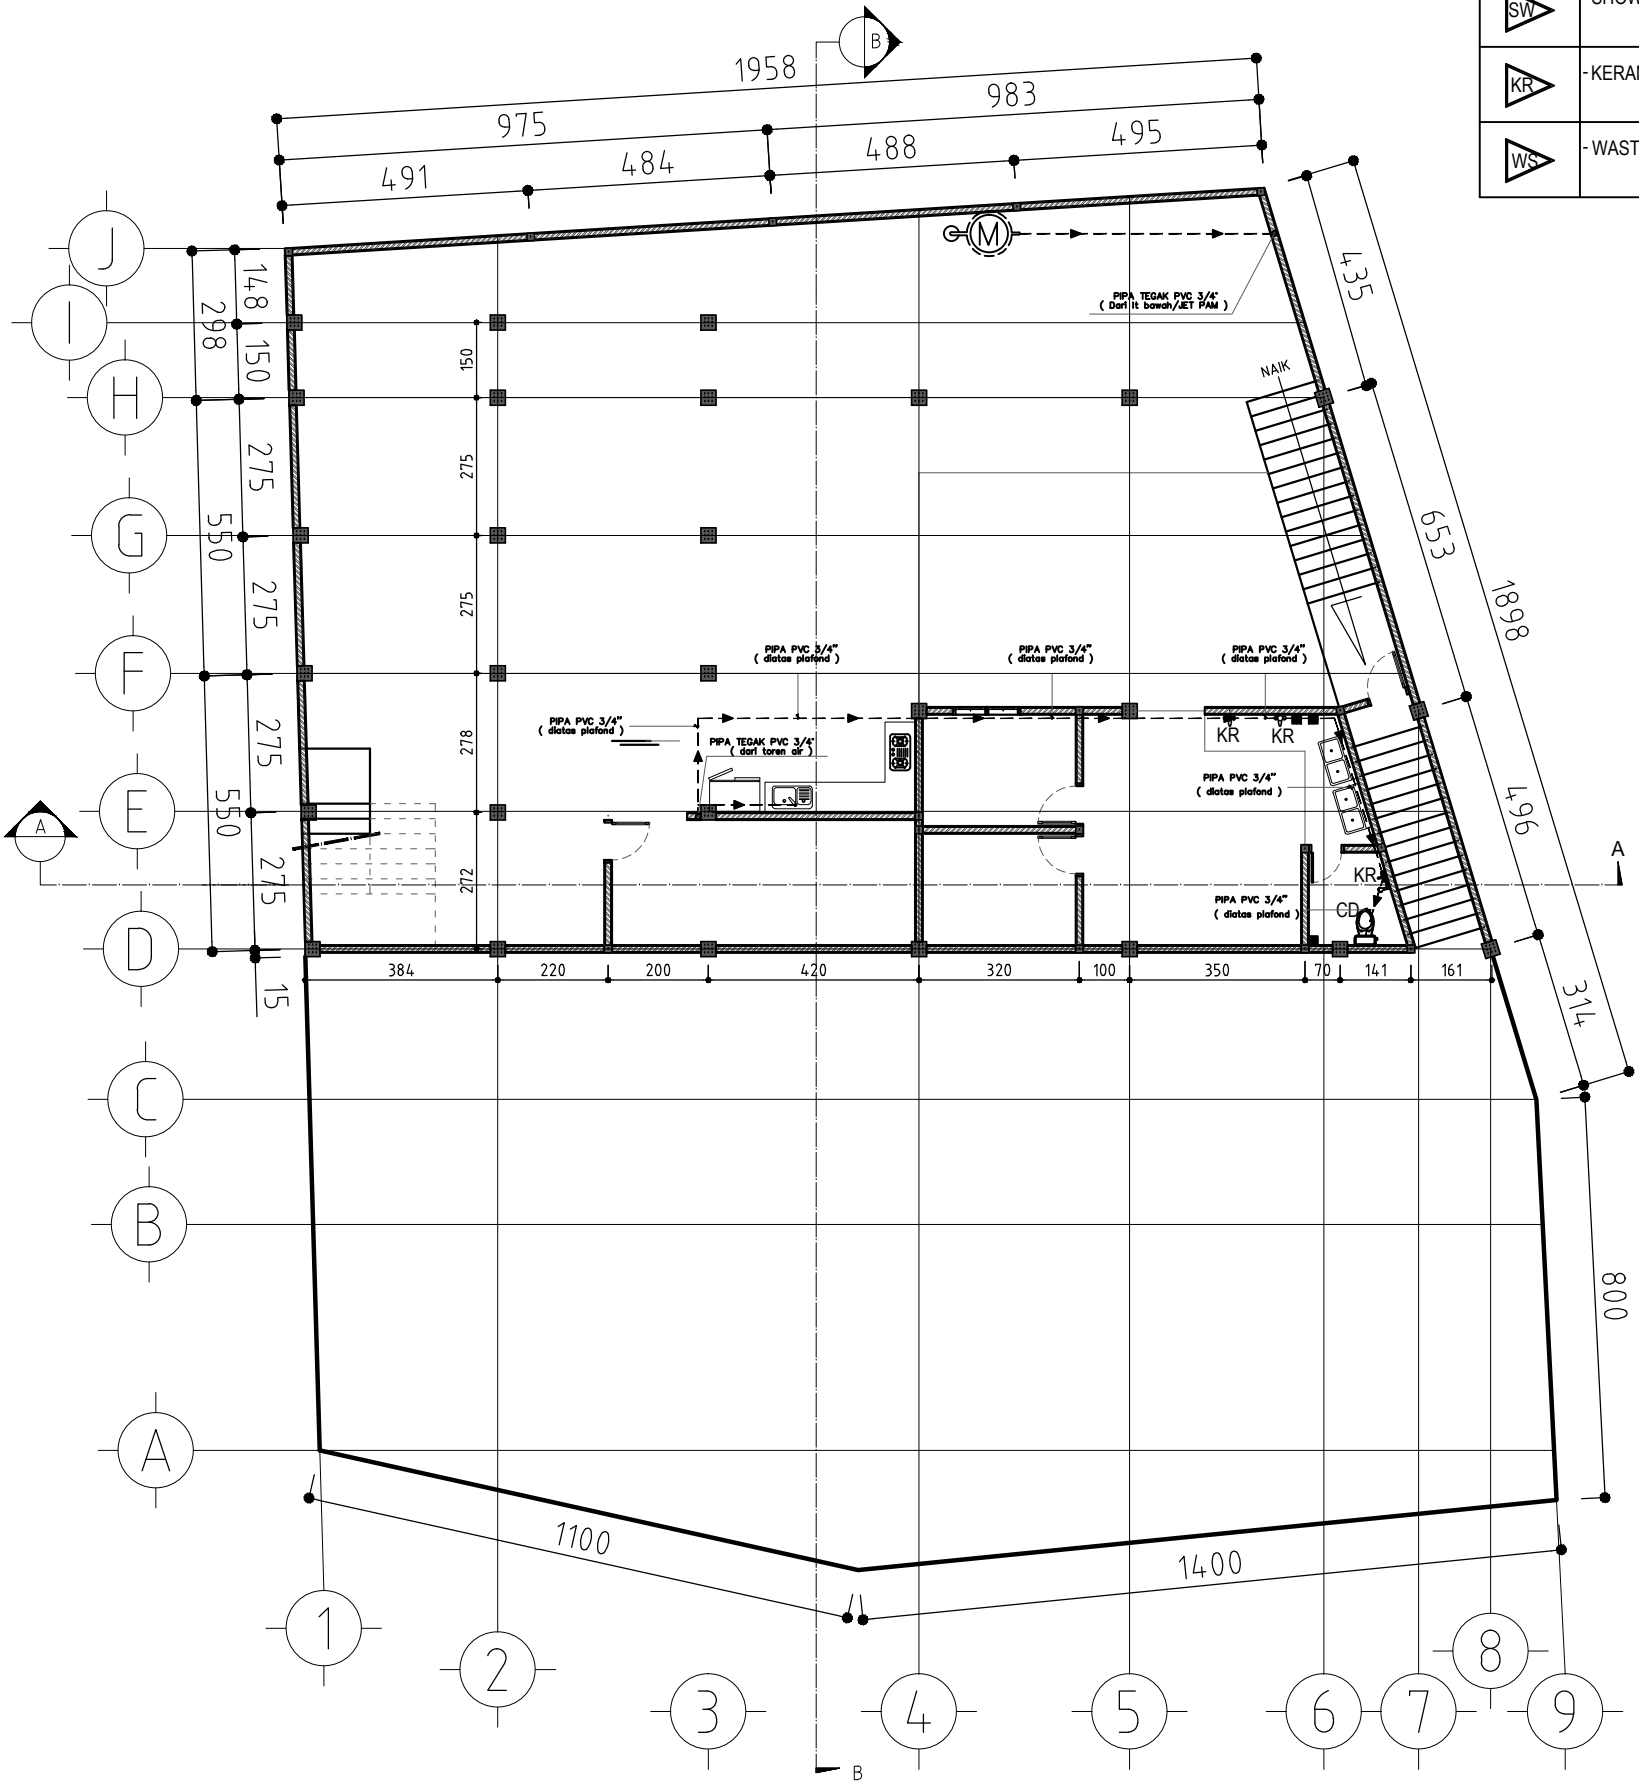 SW
KR
WS
- WAST
B
1958
975
983
491
484
488
495
J
I
H
G
F
E
D
C
B
A
148
298
150
275
550
275
275
550
275
15
435
653
1898
496
314
800
M
PIPA TEGAK PVC 3/4"
( Dari lt bawah/JET PAM )
NAIK
150
275
275
278
272
PIPA PVC 3/4"
( diatas plafond )
PIPA PVC 3/4"
( diatas plafond )
PIPA PVC 3/4"
( diatas plafond )
PIPA PVC 3/4"
( diatas plafond )
PIPA TEGAK PVC 3/4"
( dari toren air )
KR
KR
PIPA PVC 3/4"
( diatas plafond )
KR
PIPA PVC 3/4"
( diatas plafond )
CD
A
A
384
220
200
420
320
100
350
70
141
161
1100
1400
1
2
3
4
5
6
7
8
9
B